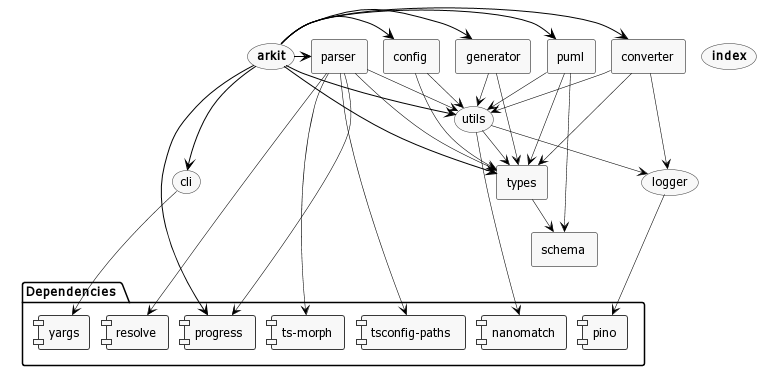 arkit
parser
config
generator
puml
converter
index
utils
cli
types
logger
schema
Dependencies
yargs
resolve
progress
ts-morph
tsconfig-paths
nanomatch
pino